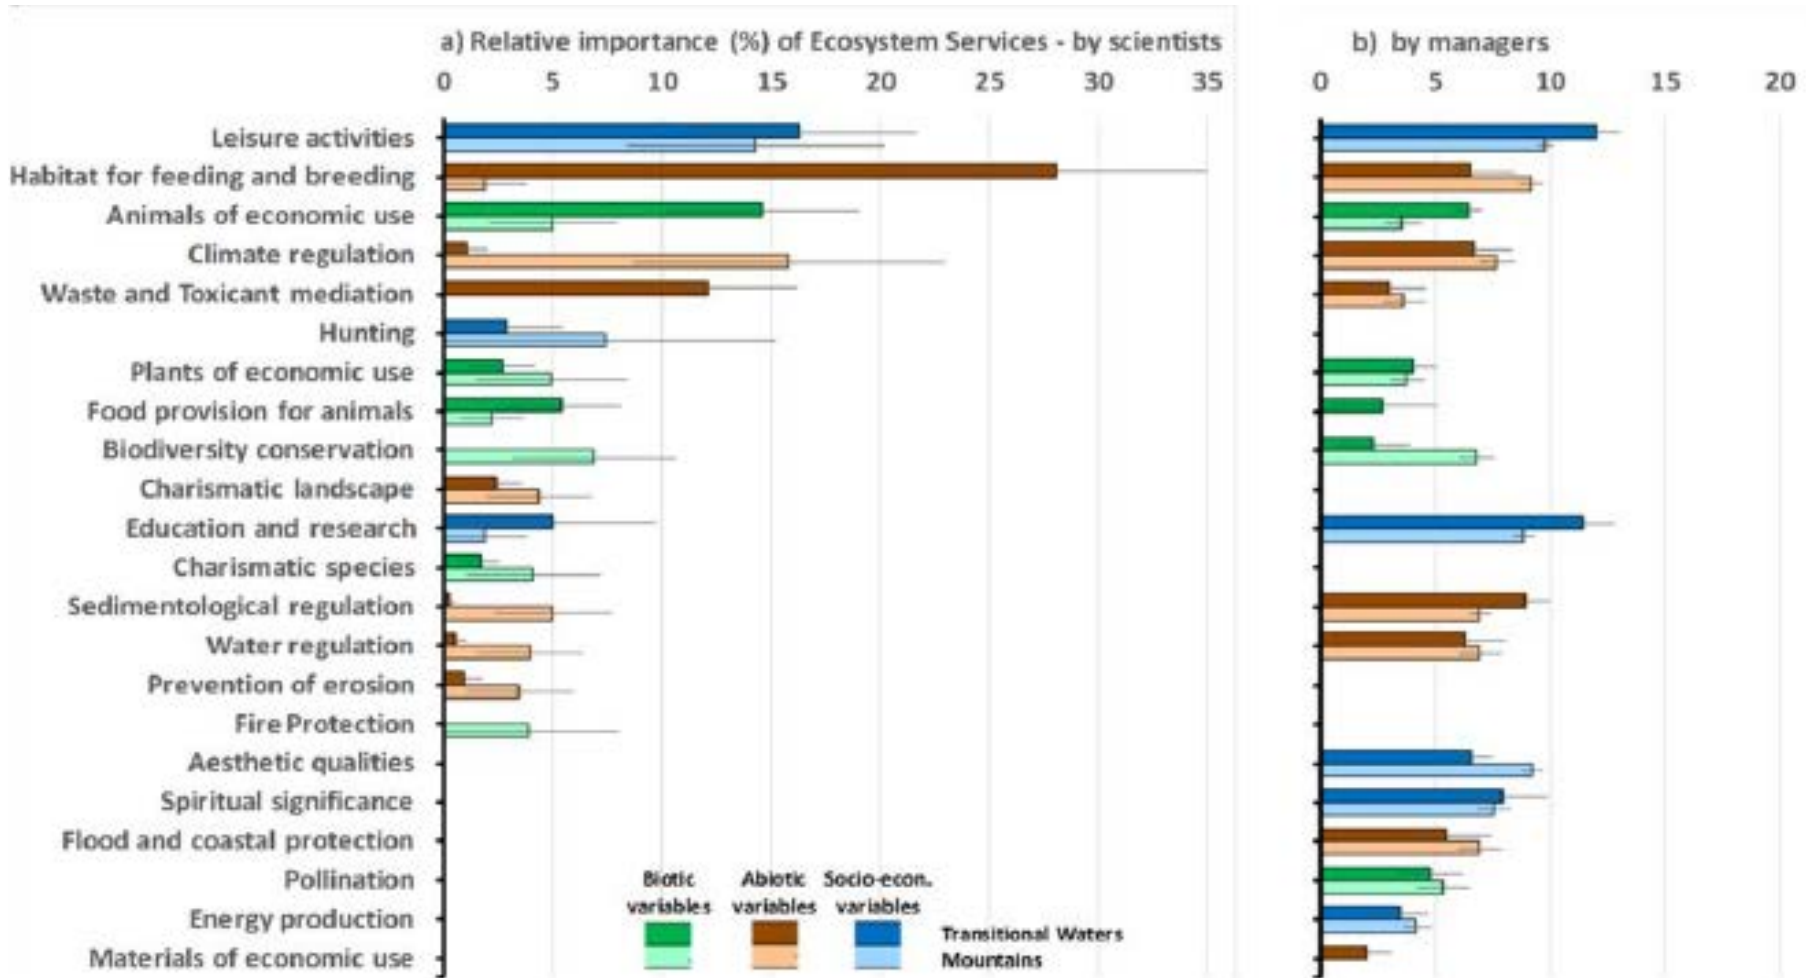 a) Relative importance (%) of Ecosystem Services - by scientists
b) by managers
0 5 10 15 20 25 30 35
0 5 10 15 20
Leisure activities
Habitat for feeding and breeding
Animals of economic use
Climate regulation
Waste and Toxicant mediation
Hunting
Plants of economic use
Food provision for animals
Biodiversity conservation
Charismatic landscape
Education and research
Charismatic species
Sedimentological regulation
Water regulation
Prevention of erosion
Fire Protection
Aesthetic qualities
Spiritual significance
Flood and coastal protection
Pollination
Energy production
Materials of economic use
Biotic variables
Abiotic variables
Socio-econ. variables
Transitional Waters
Mountains